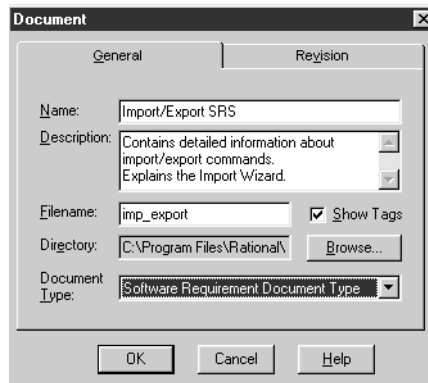 Document
General
Revision
Name:
Import/Export SRS
Description:
Contains detailed information about
import/export commands.
Explains the Import Wizard.
Filename:
imp_export
Show Tags
Directory:
C:\Program Files\Rational\
Browse...
Document
Type:
Software Requirement Document Type
OK
Cancel
Help